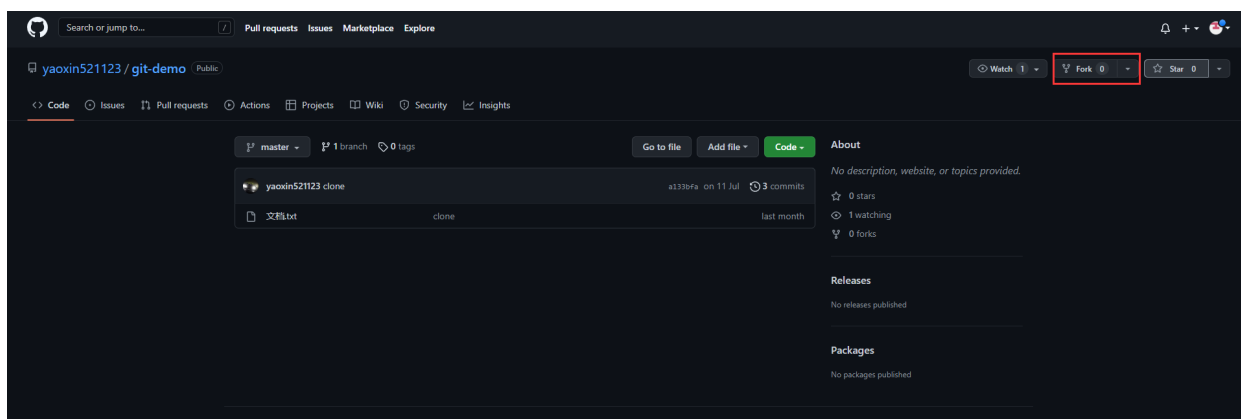 Search or jump to... / Pull requests Issues Marketplace Explore
yaoxin521123 / git-demo Public Watch 1 Fork 0 Star 0
Code Issues Pull requests Actions Projects Wiki Security Insights
master 1 branch 0 tags Go to file Add file Code
About
No description, website, or topics provided.
yaoxin521123 clone a133bfa on 11 Jul 3 commits
0 stars
文档.txt clone last month
1 watching
0 forks
Releases
No releases published
Packages
No packages published